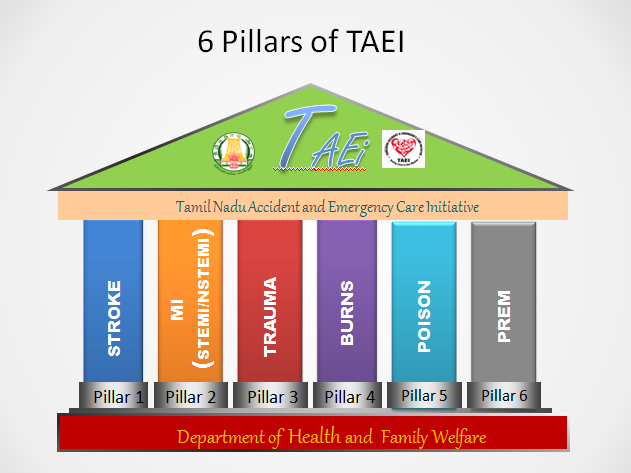 6 Pillars of TAEI
TAEi
TAEI
Tamil Nadu Accident and Emergency Care Initiative
STROKE
MI
(STEMI/NSTEMI)
TRAUMA
BURNS
POISON
PREM
Pillar 1
Pillar 2
Pillar 3
Pillar 4
Pillar 5
Pillar 6
Department of Health and Family Welfare